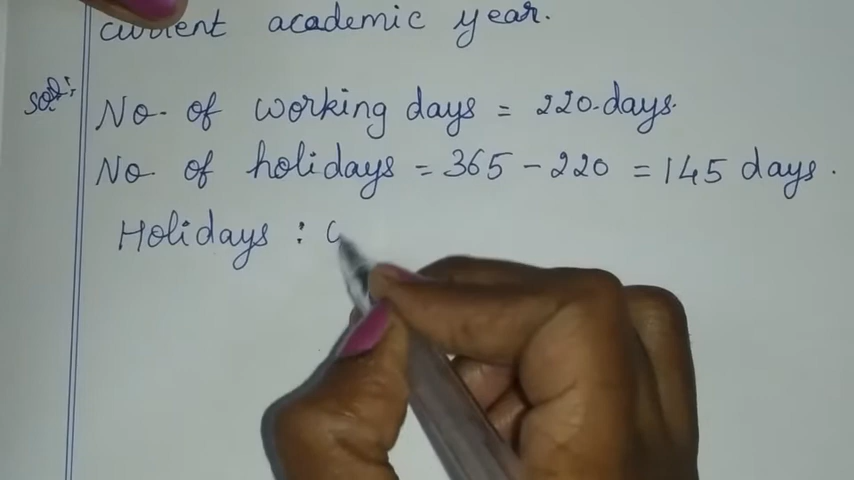 current academic year.
Sol:
No. of working days = 220 days.
No. of holidays = 365 - 220 = 145 days.
Holidays :